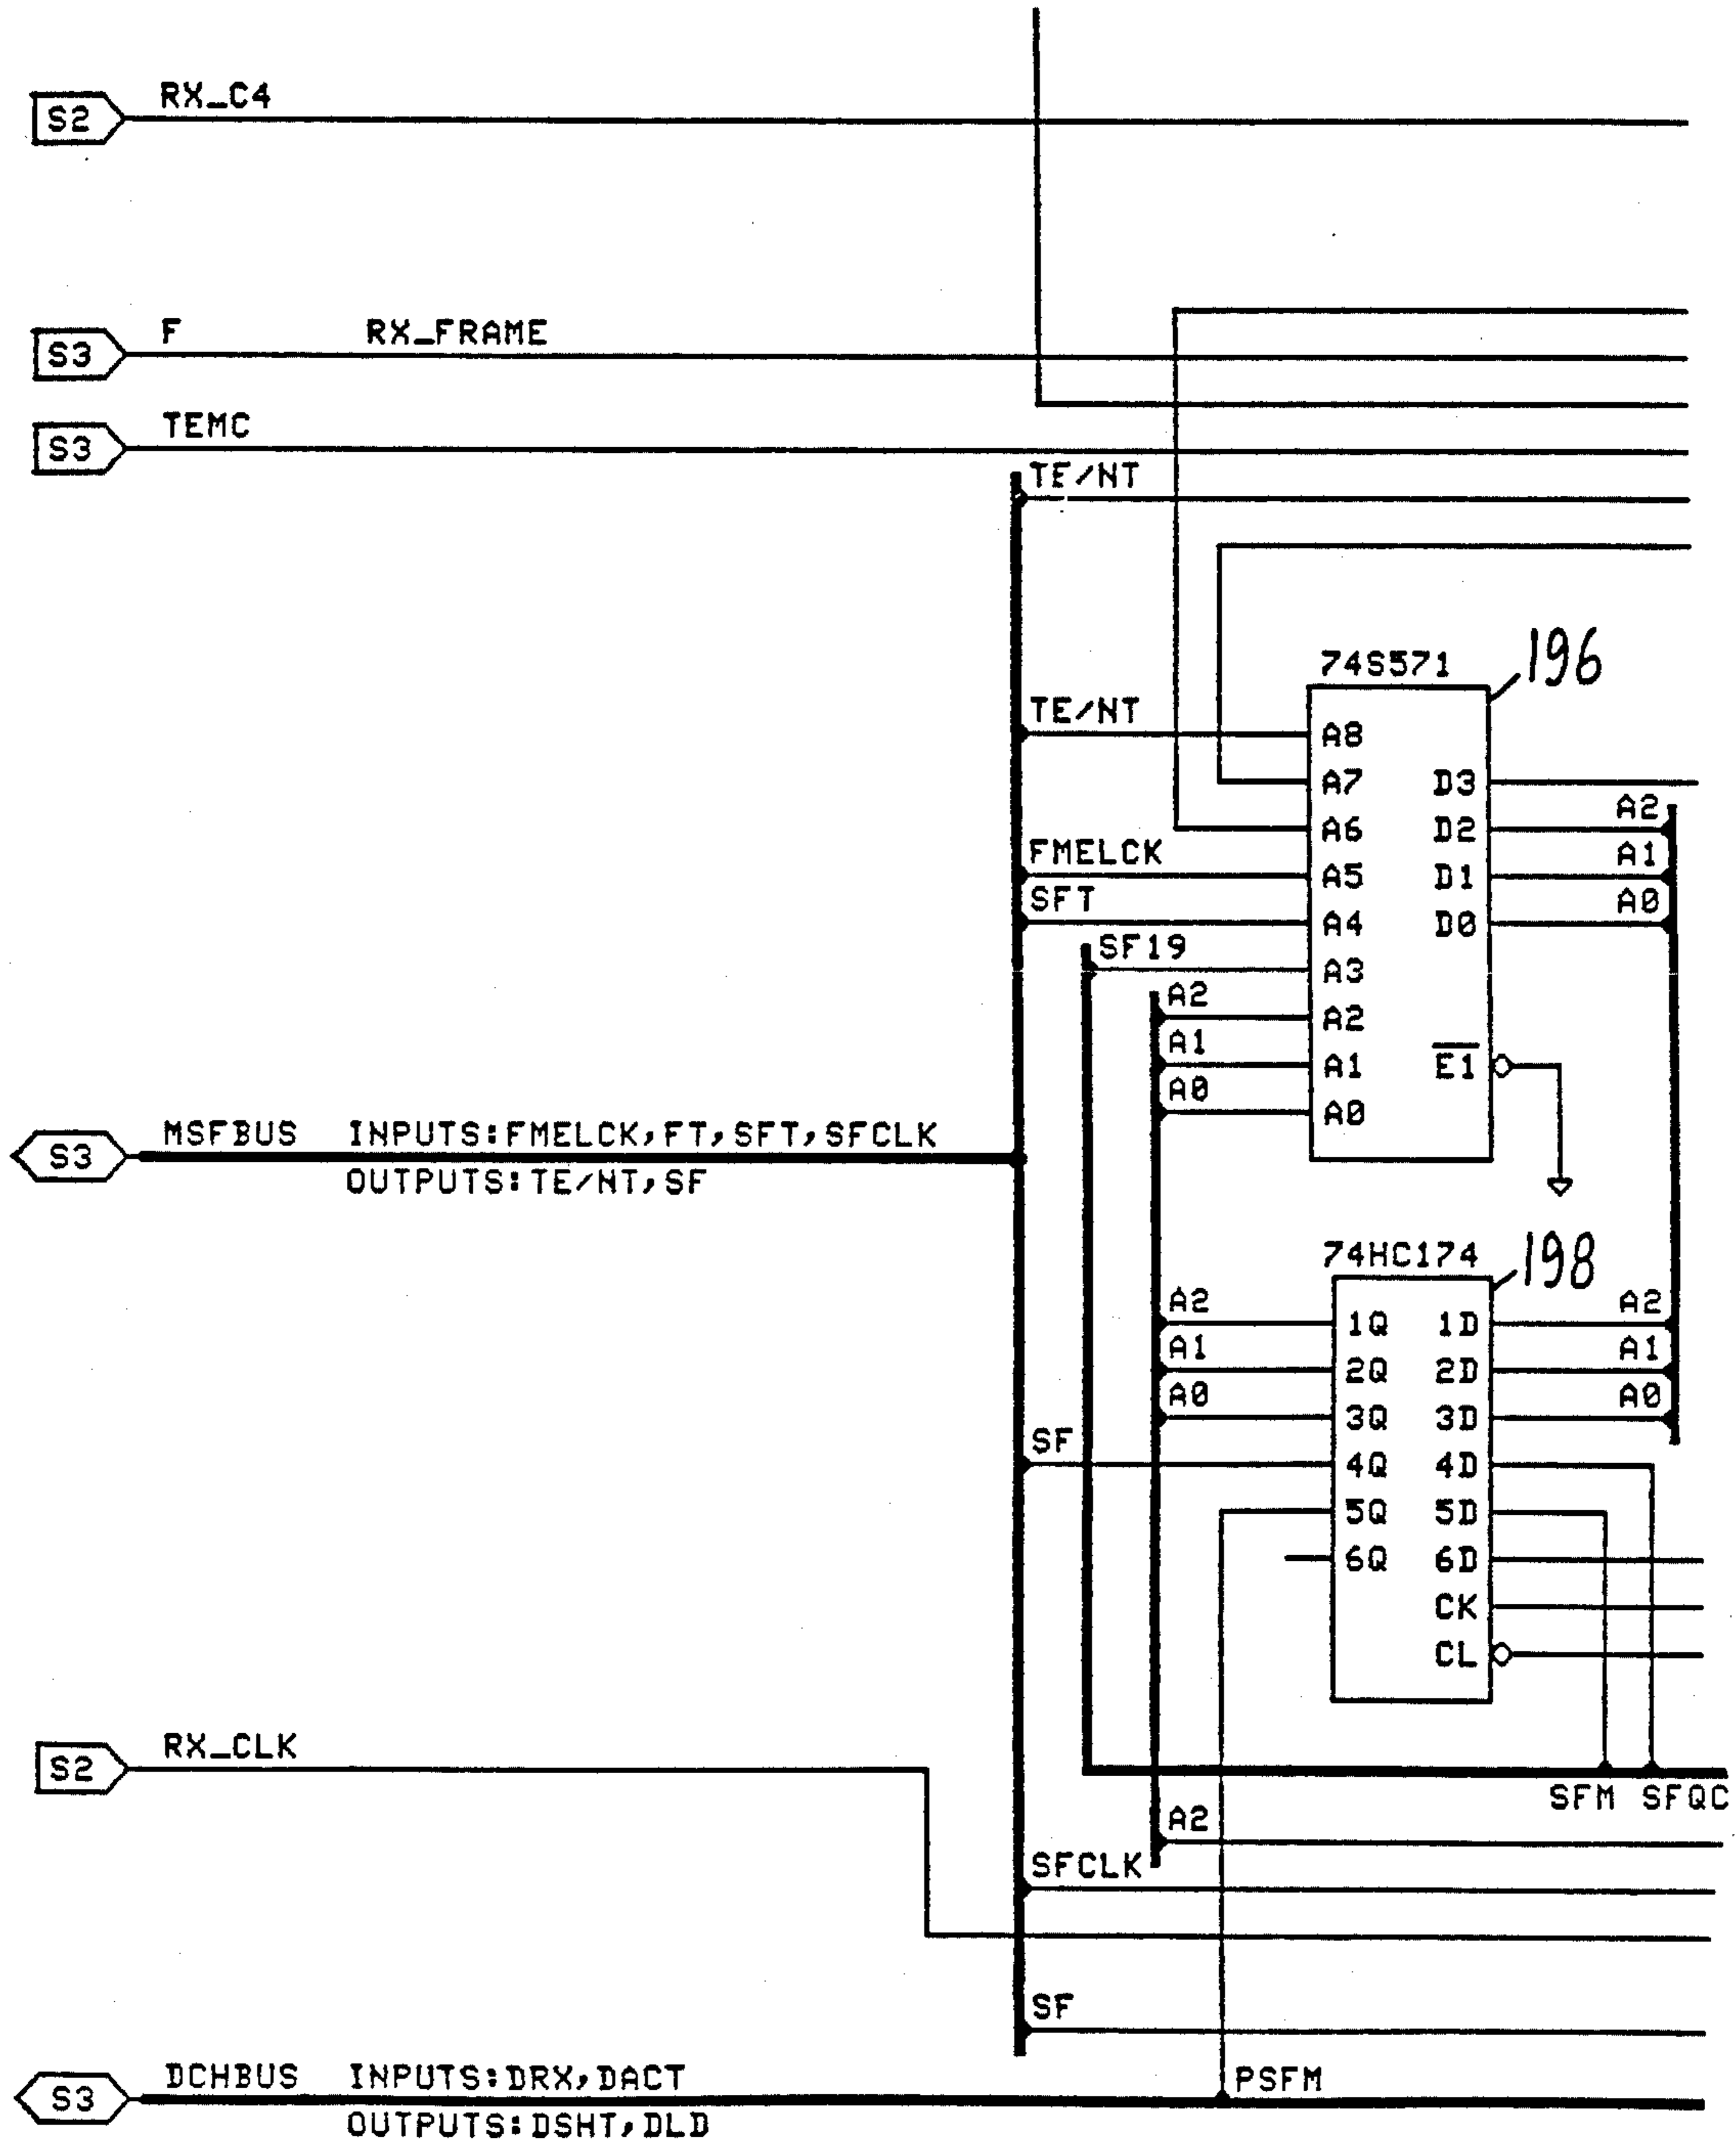 RX_C4
S2
F RX_FRAME
S3
TEMC
S3
TE/NT
74S571 196
TE/NT
A8
A7 D3
A2
A6 D2
FMELCK A1
A5 D1
SFT A0
A4 D0
SF19
A3
A2
A2
A1
A1 E1
A0
A0
MSFBUS INPUTS:FMELCK,FT,SFT,SFCLK
S3
OUTPUTS:TE/NT,SF
74HC174 198
A2 A2
1Q 1D
A1 A1
2Q 2D
A0 A0
3Q 3D
SF
4Q 4D
5Q 5D
6Q 6D
CK
CL
RX_CLK
S2
SFM SFQC
A2
SFCLK
SF
DCHBUS INPUTS:DRX,DACT PSFM
S3
OUTPUTS:DSHT,DLD